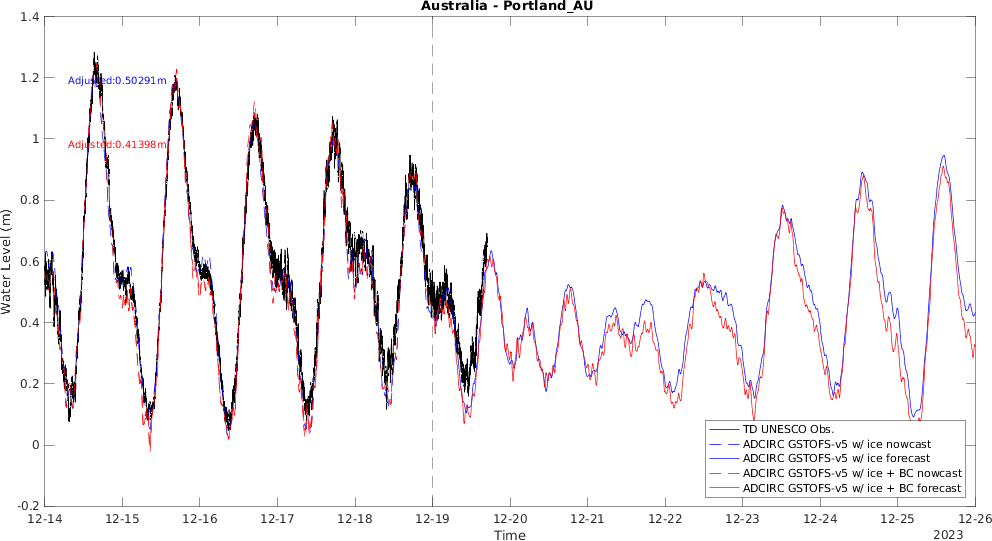 Australia - Portland_AU
1.4
1.2
1
0.8
0.6
0.4
0.2
0
-0.2
Water Level (m)
Adjusted:0.50291m
Adjusted:0.41398m
TD UNESCO Obs.
ADCIRC GSTOFS-v5 w/ ice nowcast
ADCIRC GSTOFS-v5 w/ ice forecast
ADCIRC GSTOFS-v5 w/ ice + BC nowcast
ADCIRC GSTOFS-v5 w/ ice + BC forecast
12-14 12-15 12-16 12-17 12-18 12-19 12-20 12-21 12-22 12-23 12-24 12-25 12-26
Time
2023